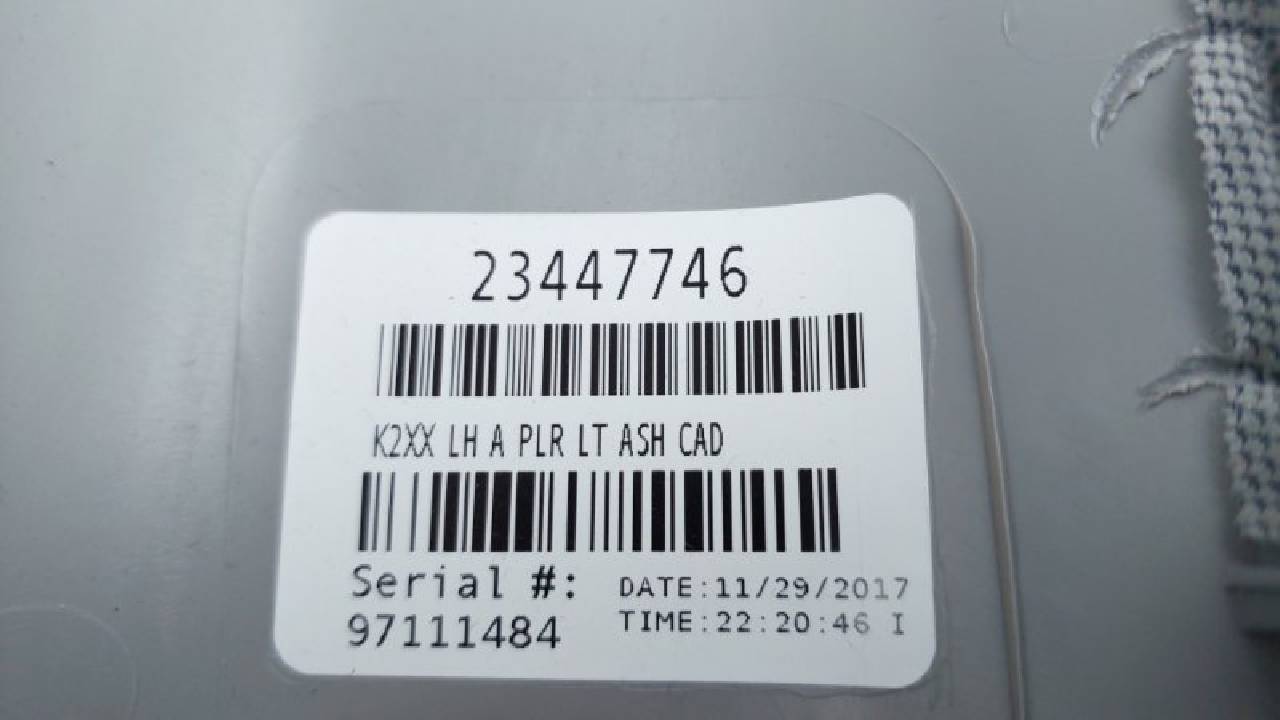 23447746
K2XX LH A PLR LT ASH CAD
Serial #:
97111484
DATE:11/29/2017
TIME:22:20:46 I